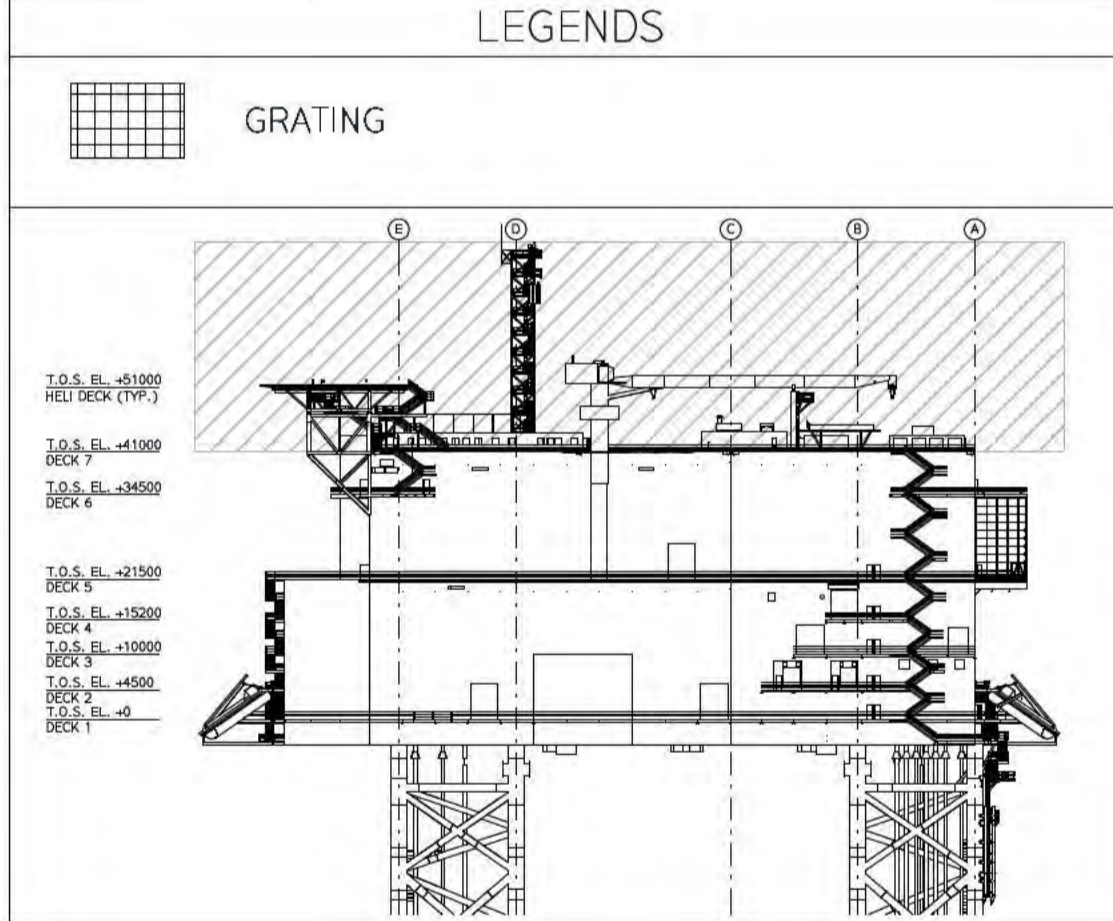 LEGENDS
GRATING
E D C B A
T.O.S. EL. +51000
HELI DECK (TYP.)
T.O.S. EL. +41000
DECK 7
T.O.S. EL. +34500
DECK 6
T.O.S. EL. +21500
DECK 5
T.O.S. EL. +15200
DECK 4
T.O.S. EL. +10000
DECK 3
T.O.S. EL. +4500
DECK 2
T.O.S. EL. +0
DECK 1